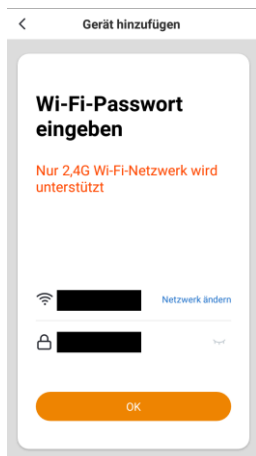 Gerät hinzufügen
Wi-Fi-Passwort
eingeben
Nur 2,4G Wi-Fi-Netzwerk wird
unterstützt
Netzwerk ändern
OK